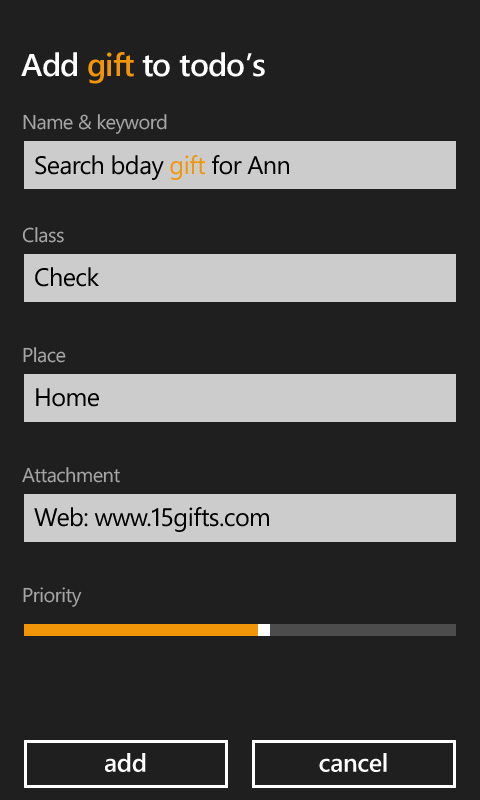 Add gift to todo’s
Name & keyword
Search bday gift for Ann
Class
Check
Place
Home
Attachment
Web: www.15gifts.com
Priority
add
cancel